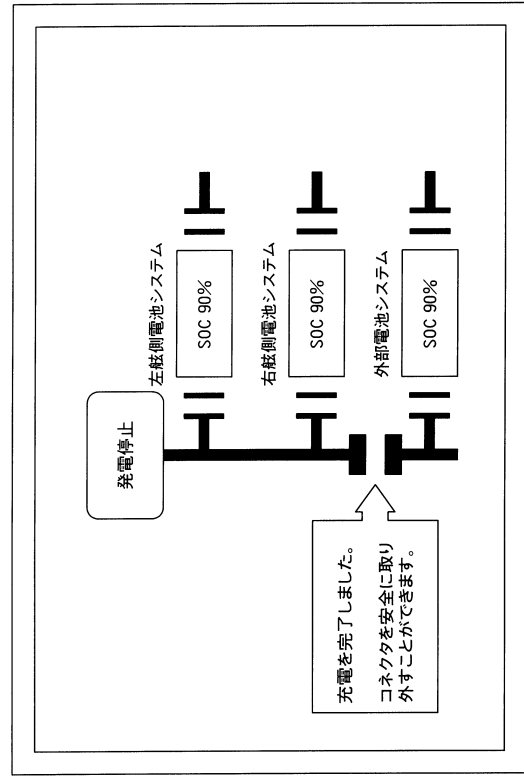 発電停止
左舷側電池システム
SOC 90%
右舷側電池システム
SOC 90%
外部電池システム
SOC 90%
充電を完了しました。
コネクタを安全に取り
外すことができます。